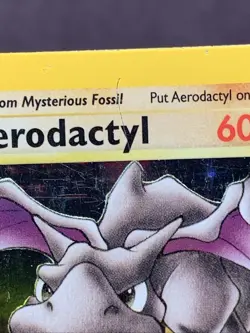 om Mysterious Fossil Put Aerodactyl on
erodactyl 60